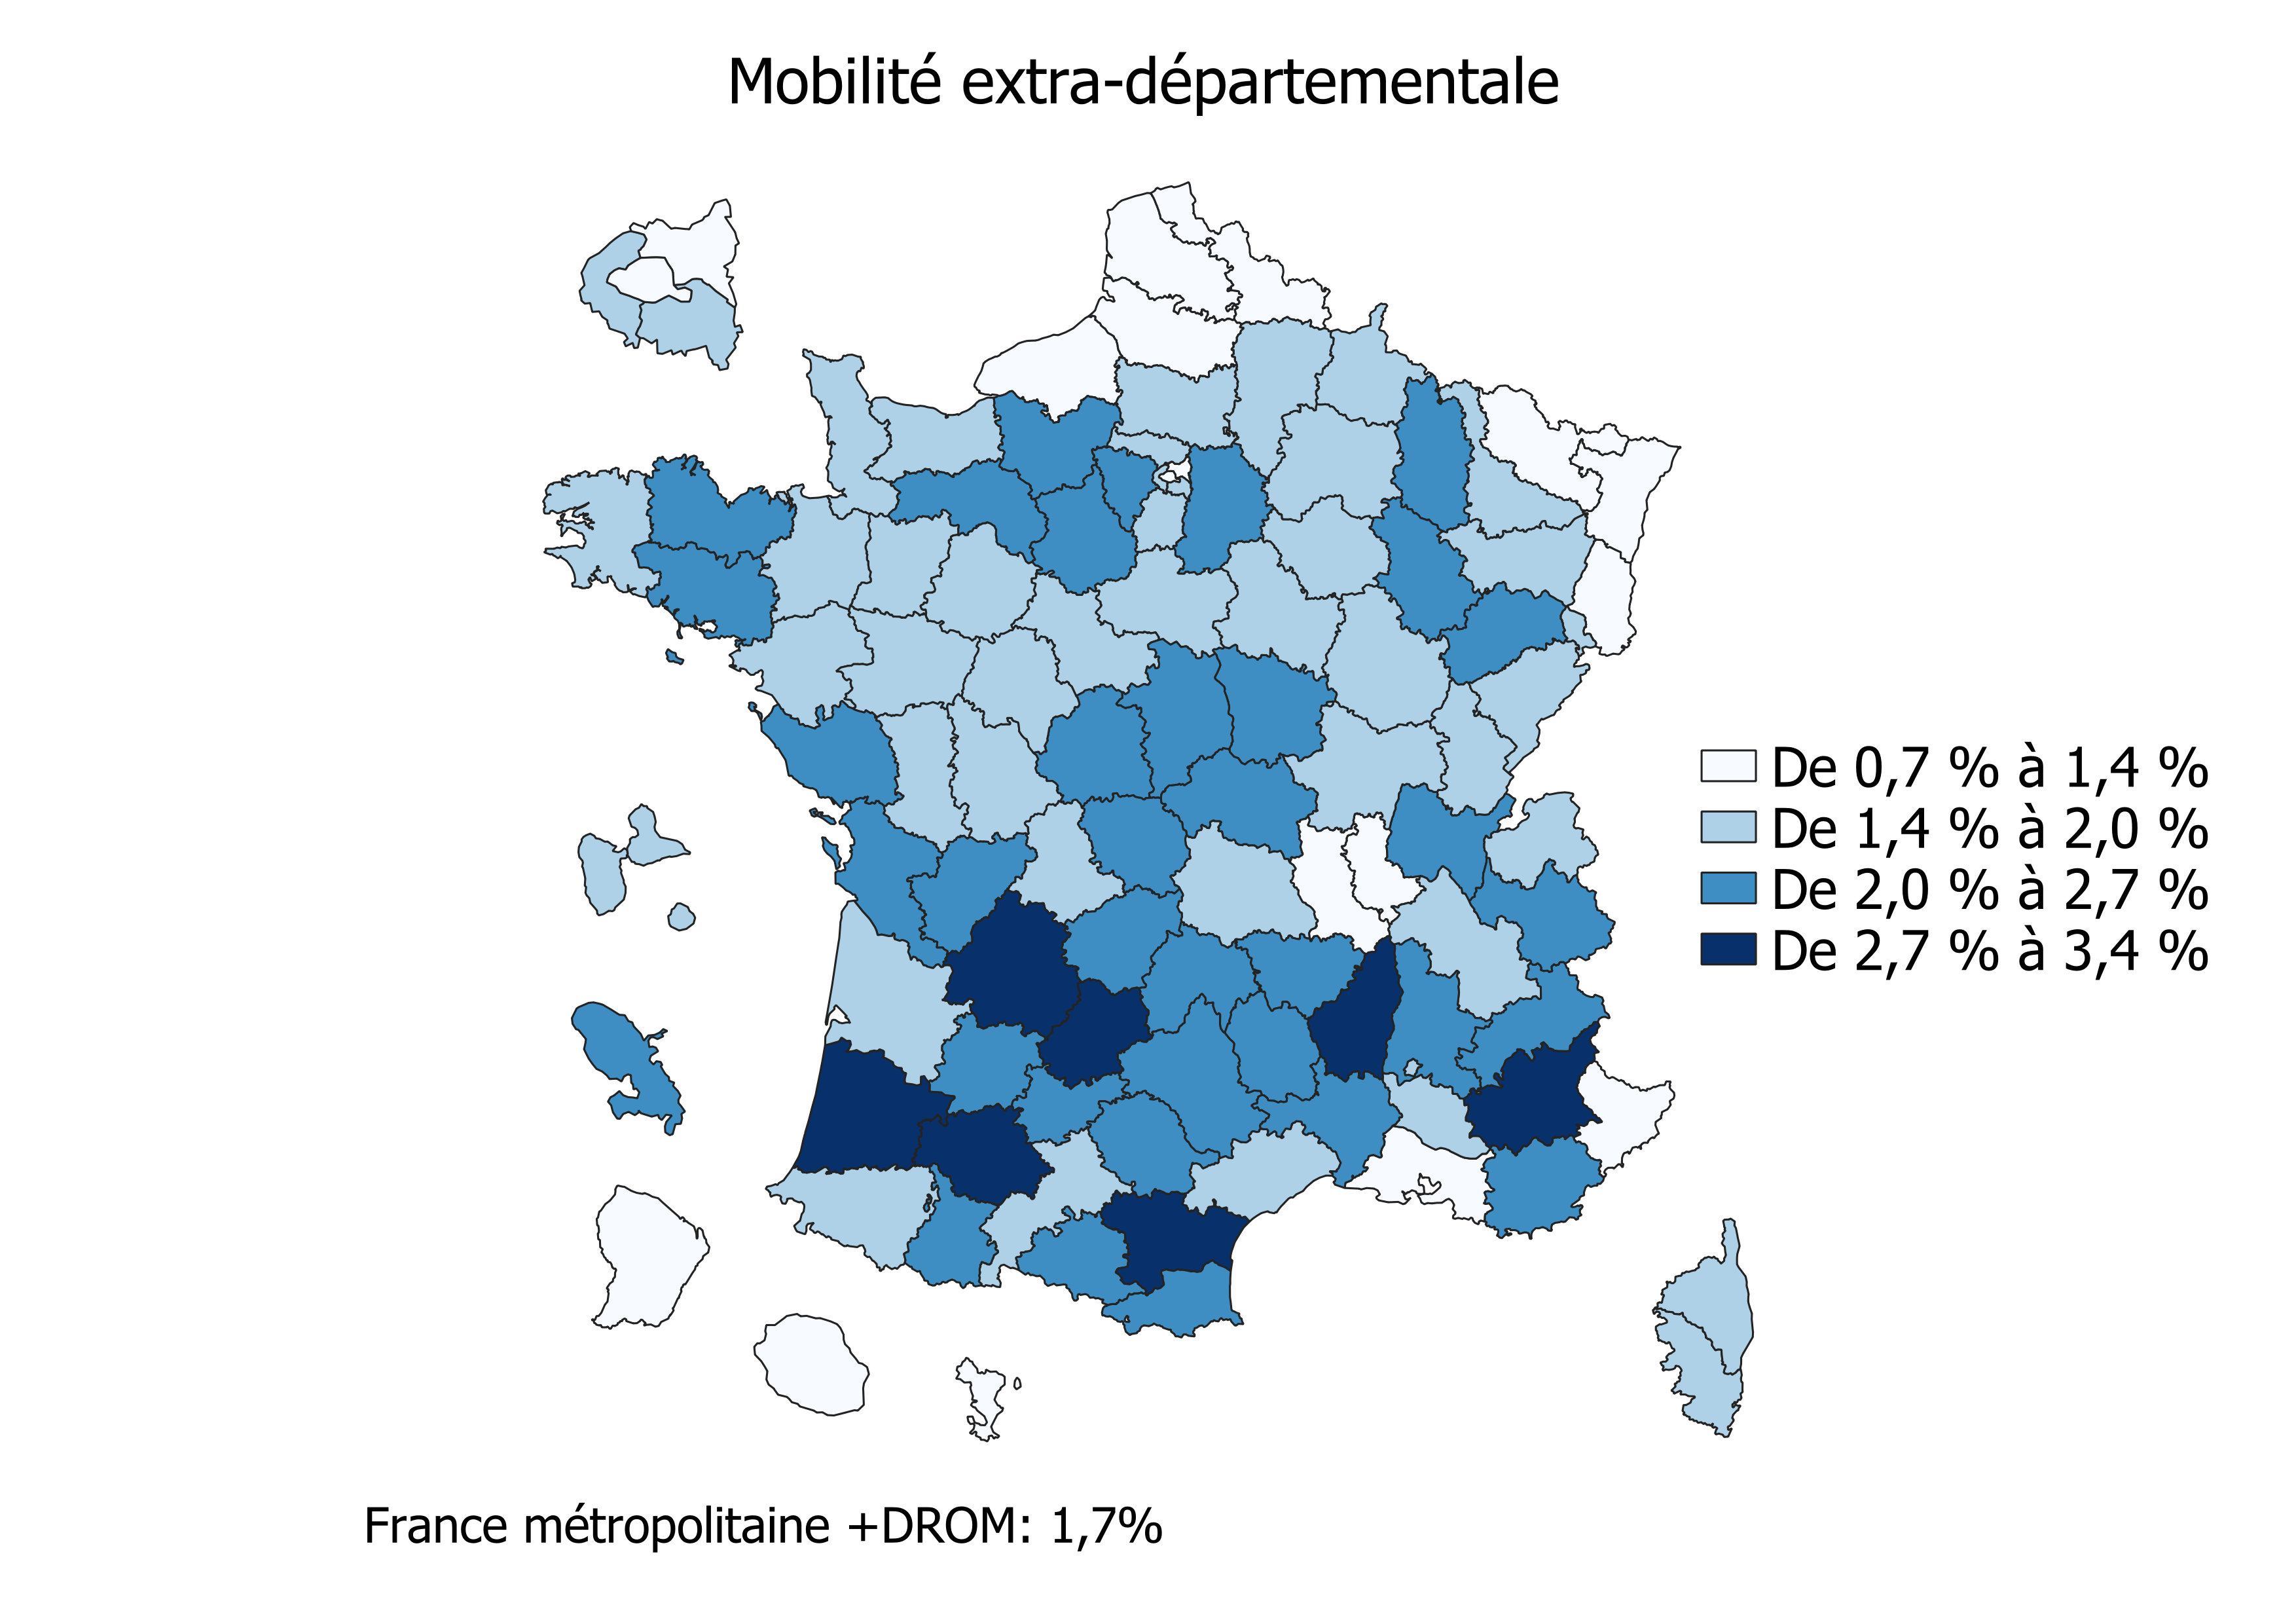 Mobilité extra-départementale
De 0,7 % à 1,4 %
De 1,4 % à 2,0 %
De 2,0 % à 2,7 %
De 2,7 % à 3,4 %
France métropolitaine +DROM: 1,7%